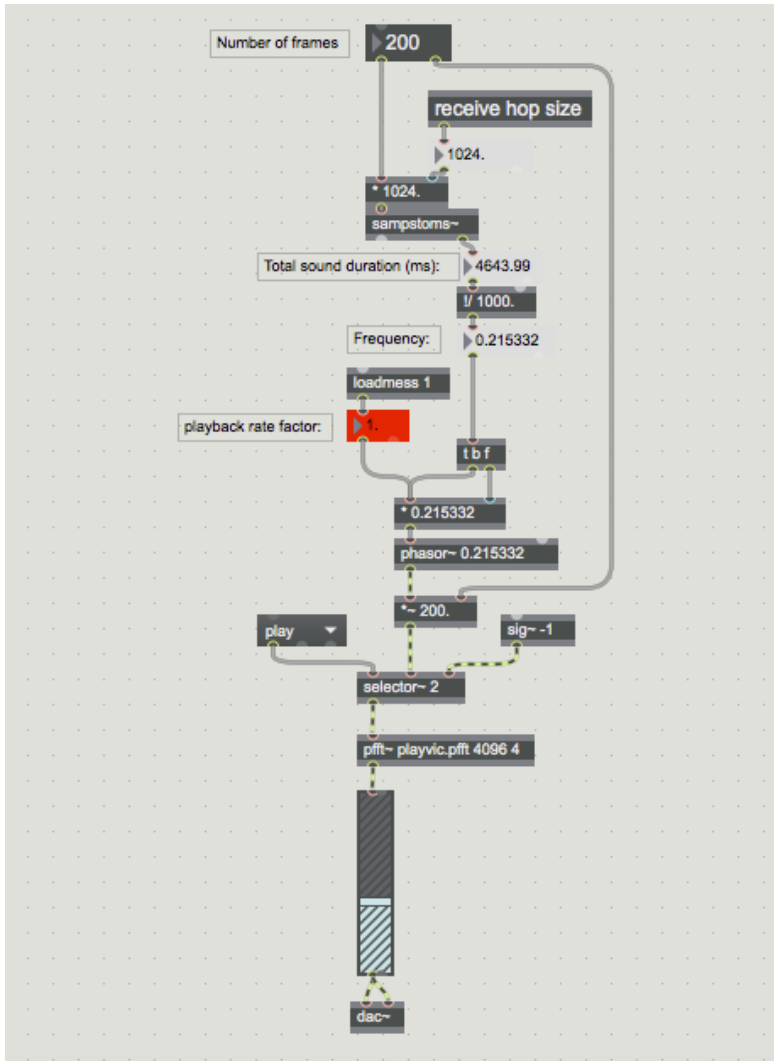 Number of frames
200
receive hop size
1024.
* 1024.
sampstoms~
Total sound duration (ms):
4643.99
!/ 1000.
Frequency:
0.215332
loadmess 1
playback rate factor:
1.
t b f
* 0.215332
phasor~ 0.215332
*~ 200.
play
sig~ -1
selector~ 2
pfft~ playvic.pfft 4096 4
dac~